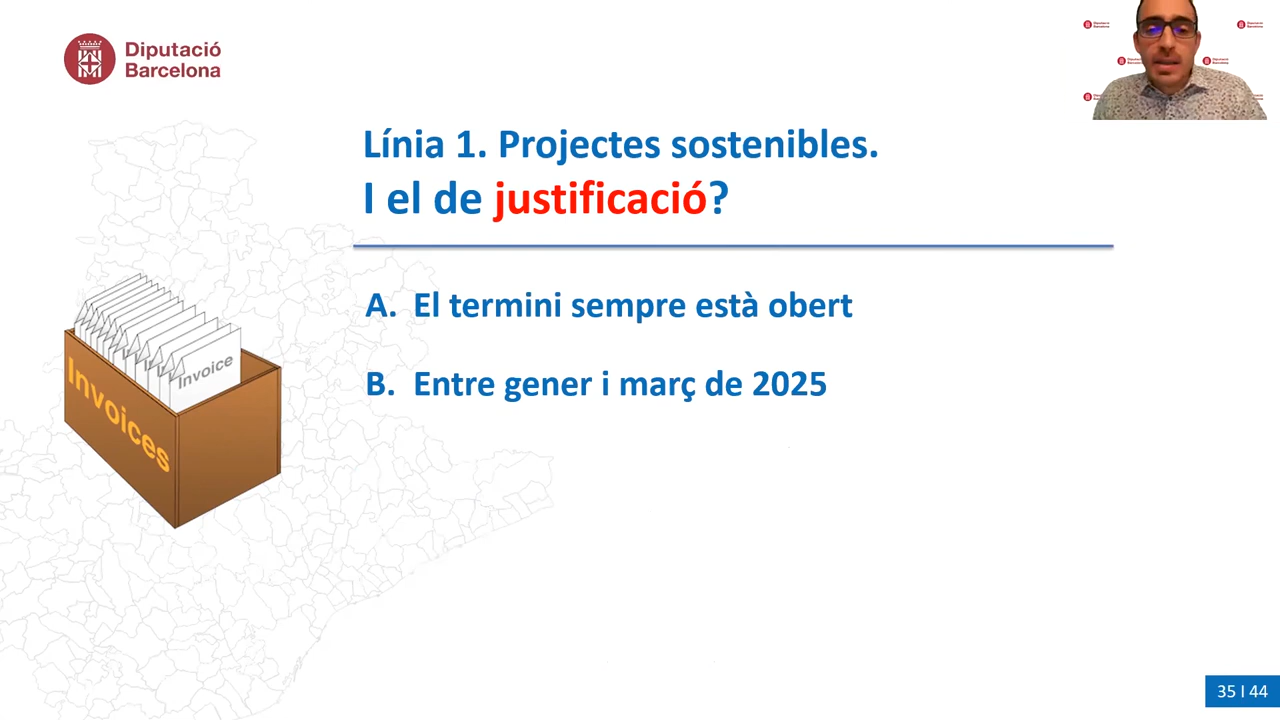 Diputació
Barcelona
Línia 1. Projectes sostenibles.
I el de justificació?
A. El termini sempre està obert
B. Entre gener i març de 2025
Invoice
Invoices
35 I 44